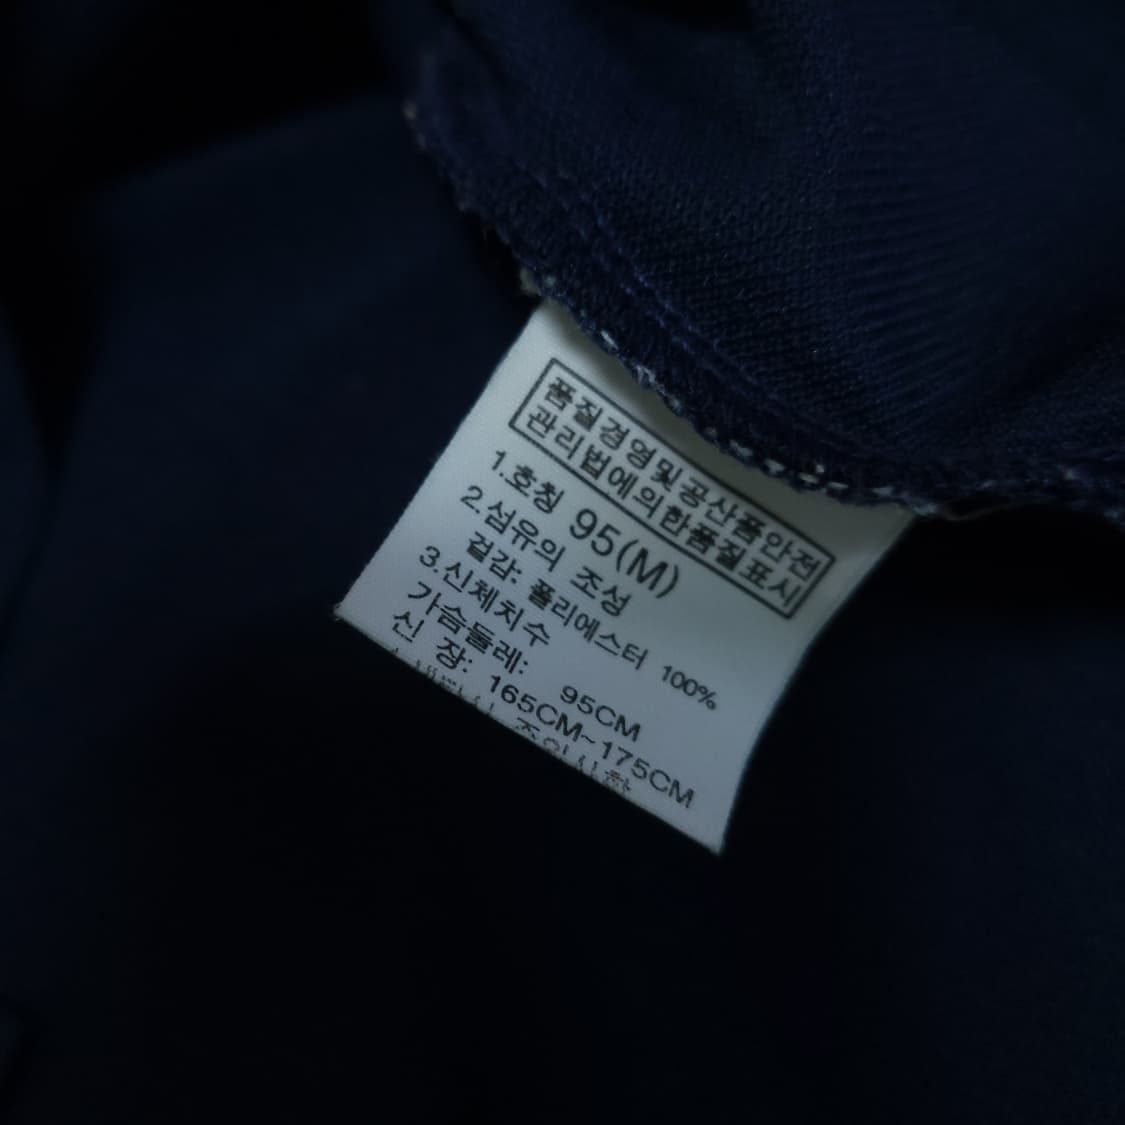 품질경영및공산품안전
관리법에의한품질표시
1.호칭 95(M)
2.섬유의 조성
겉감: 폴리에스터 100%
3.신체치수
가슴둘레: 95CM
신 장: 165CM~175CM